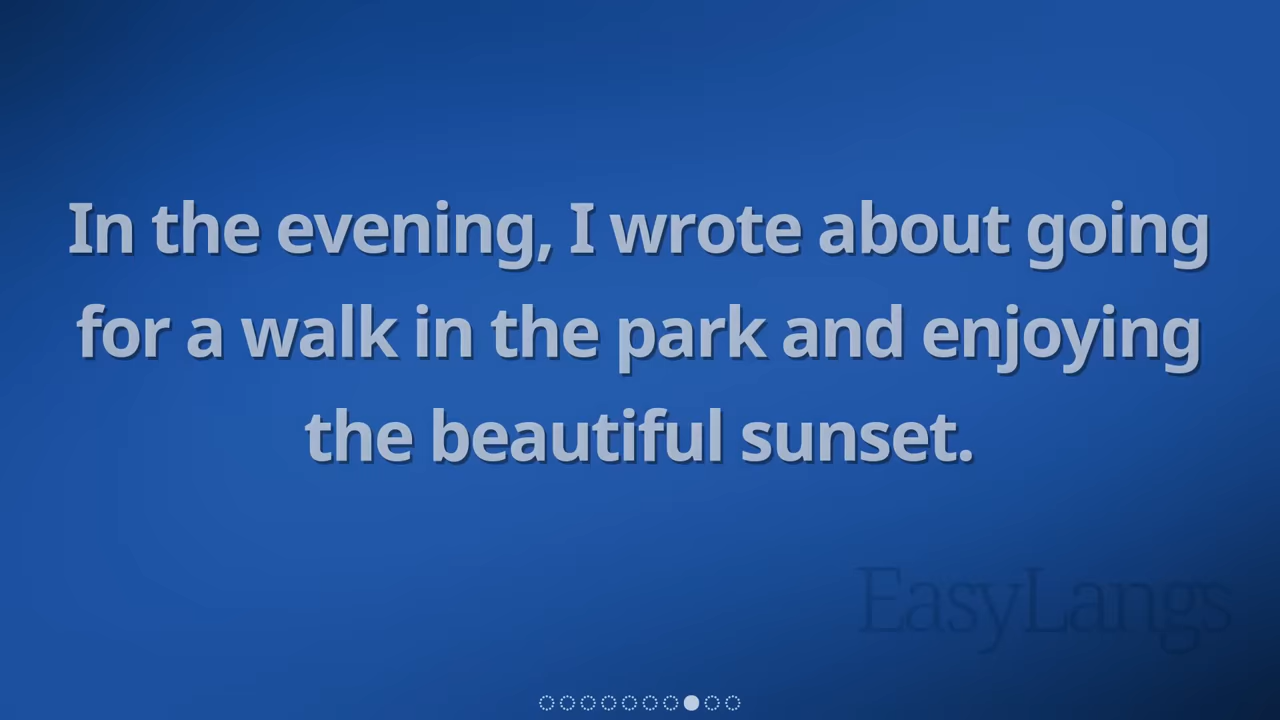 In the evening, I wrote about going
for a walk in the park and enjoying
the beautiful sunset.
EasyLangs